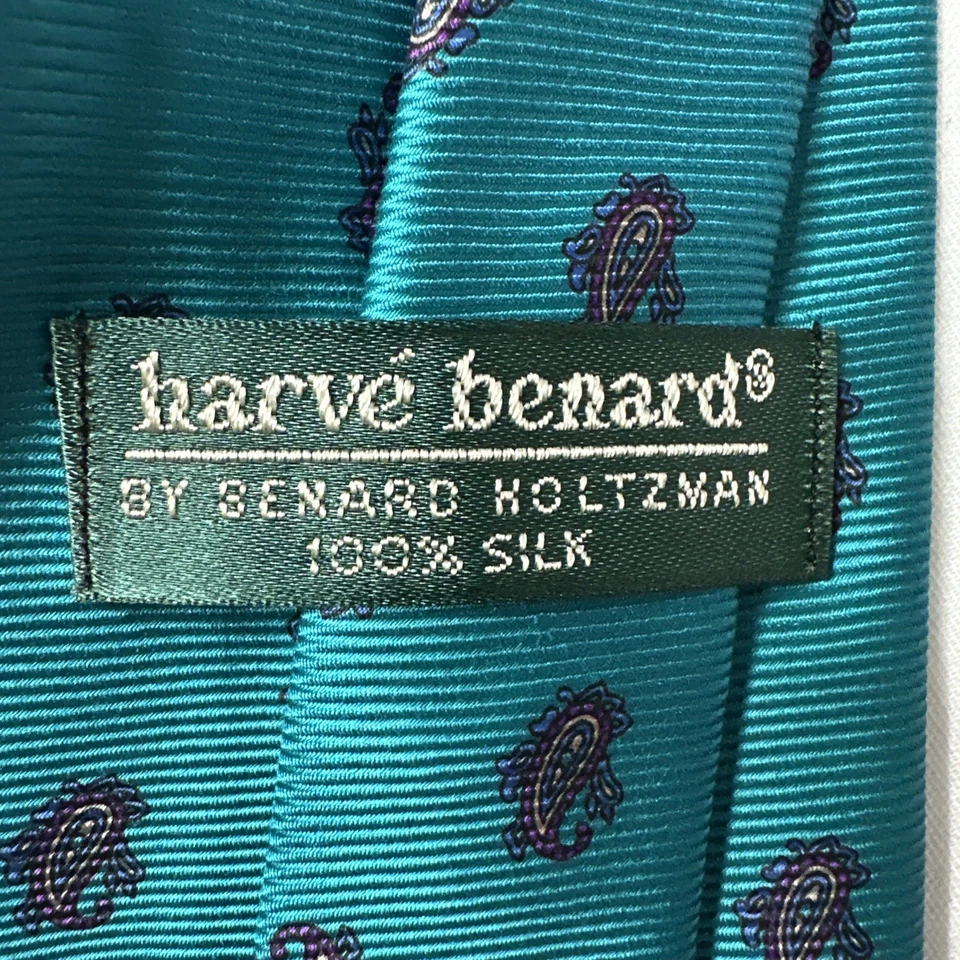 harvé benard®
BY BENARD HOLTZMAN
100% SILK